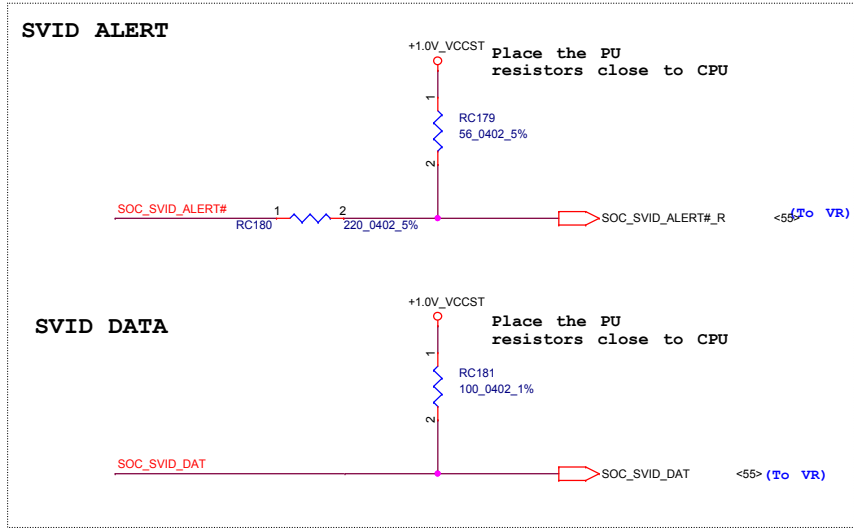 SVID ALERT
+1.0V_VCCST
Place the PU
resistors close to CPU
1
RC179
56_0402_5%
2
SOC_SVID_ALERT#
1
2
RC180
220_0402_5%
SOC_SVID_ALERT#_R
<55>
(To VR)
+1.0V_VCCST
SVID DATA
Place the PU
resistors close to CPU
1
RC181
100_0402_1%
2
SOC_SVID_DAT
SOC_SVID_DAT
<55>
(To VR)